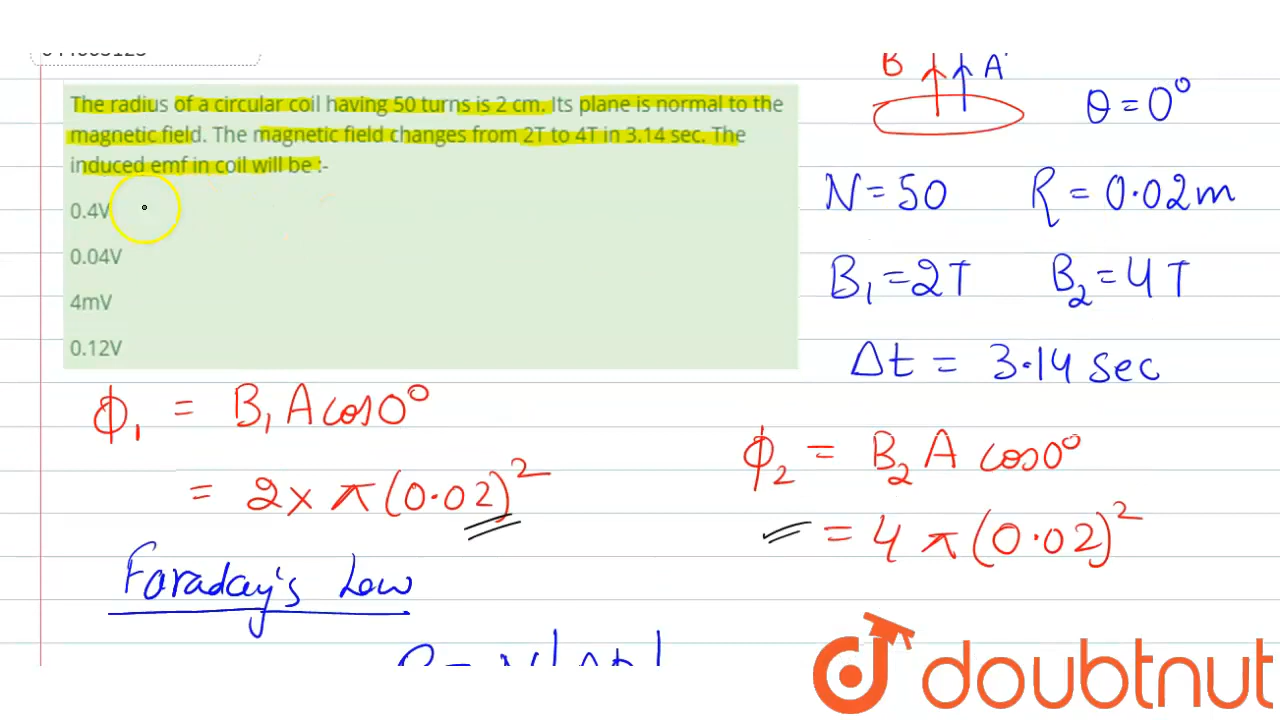 The radius of a circular coil having 50 turns is 2 cm. Its plane is normal to the
magnetic field. The magnetic field changes from 2T to 4T in 3.14 sec. The
induced emf in coil will be :-
0.4V
0.04V
4mV
0.12V
B A
θ = 0°
N = 50 R = 0.02m
B₁ = 2T B₂ = 4T
Δt = 3.14 sec
ϕ₁ = B₁ A cos 0°
= 2 × π (0.02)²
ϕ₂ = B₂ A cos 0°
= 4 π (0.02)²
Faraday's Law
doubtnut